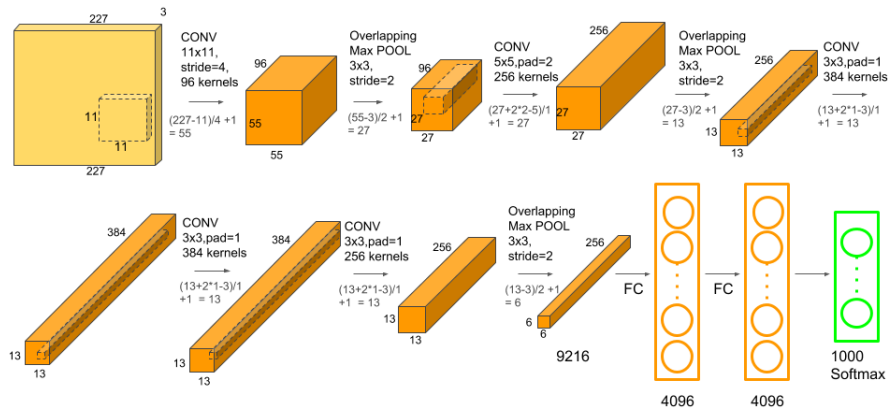 227
3
CONV
11x11,
stride=4,
96 kernels
(227-11)/4 +1
= 55
11
11
227
96
55
55
Overlapping
Max POOL
3x3,
stride=2
(55-3)/2 +1
= 27
96
27
27
CONV
5x5,pad=2
256 kernels
(27+2*2-5)/1
+1 = 27
256
27
27
Overlapping
Max POOL
3x3,
stride=2
(27-3)/2 +1
= 13
256
13
13
CONV
3x3,pad=1
384 kernels
(13+2*1-3)/1
+1 = 13
384
13
13
CONV
3x3,pad=1
384 kernels
(13+2*1-3)/1
+1 = 13
384
13
13
CONV
3x3,pad=1
256 kernels
(13+2*1-3)/1
+1 = 13
256
13
13
Overlapping
Max POOL
3x3,
stride=2
(13-3)/2 +1
= 6
256
6
6
9216
FC
4096
FC
4096
1000
Softmax